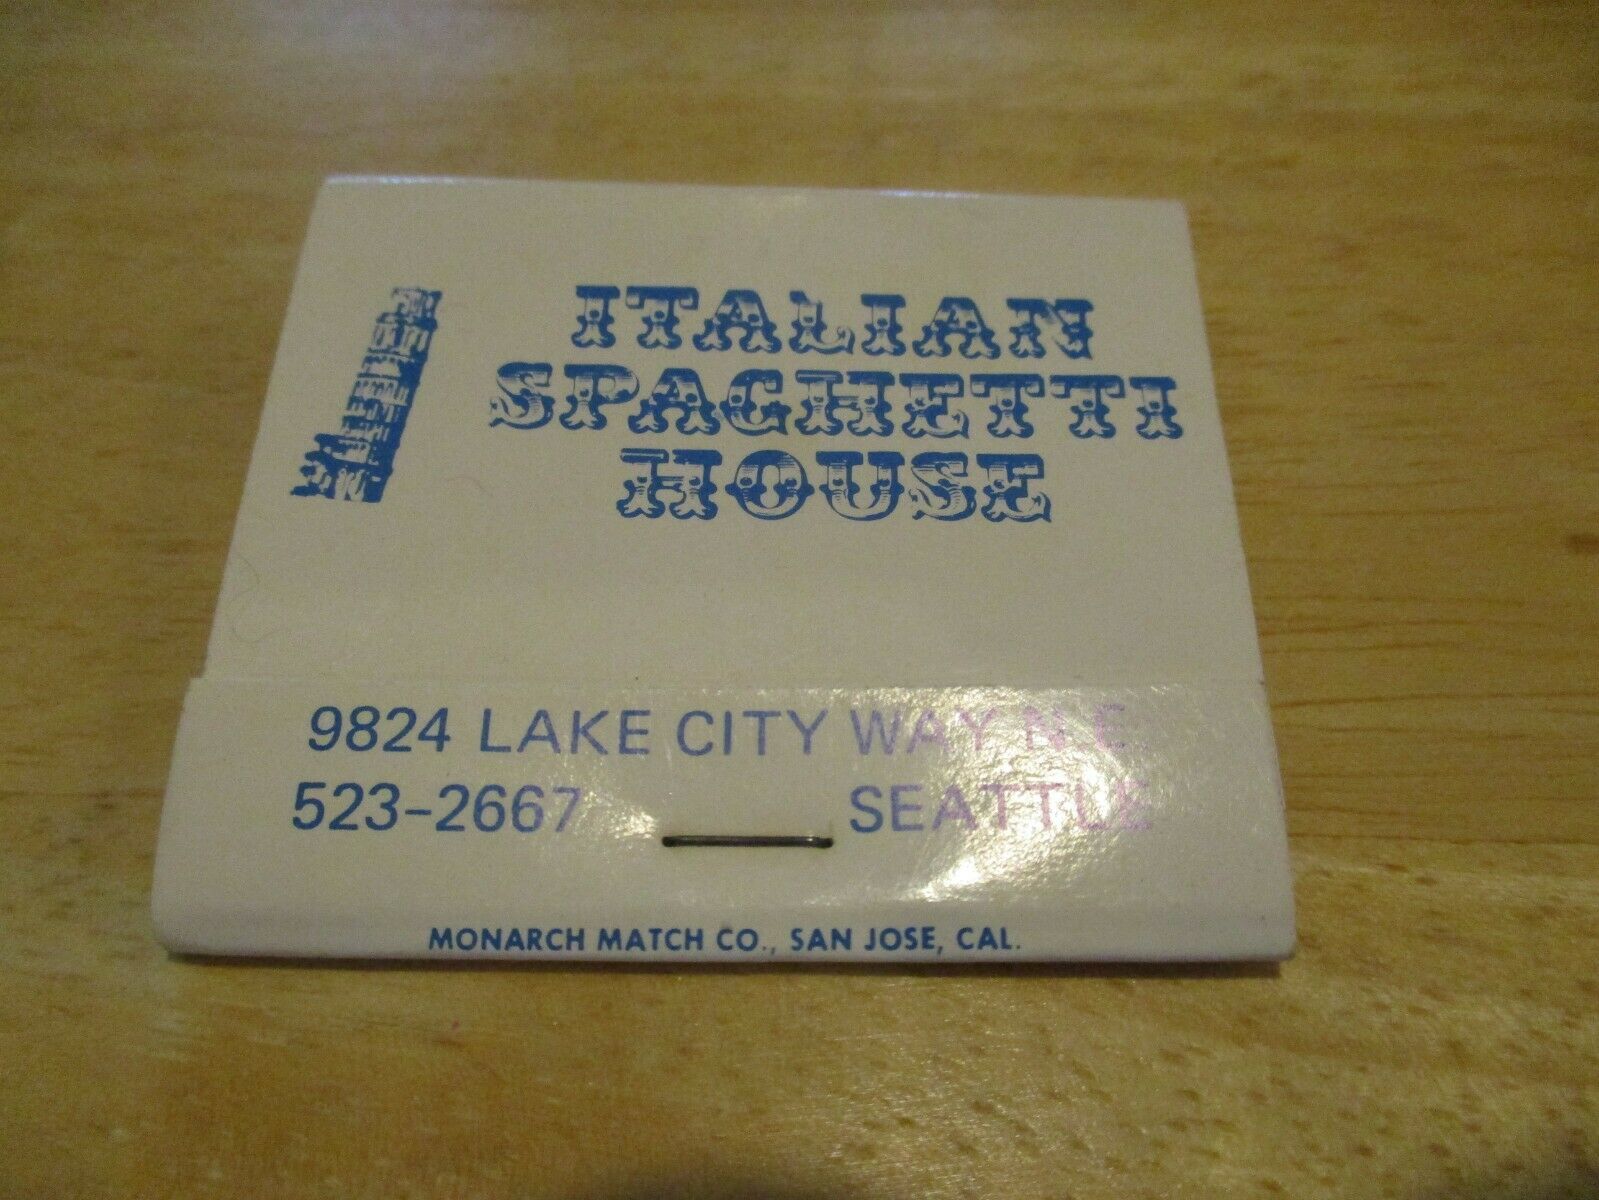 ITALIAN
SPAGHETTI
HOUSE
9824 LAKE CITY WAY N.E.
523-2667 SEATTLE
MONARCH MATCH CO., SAN JOSE, CAL.